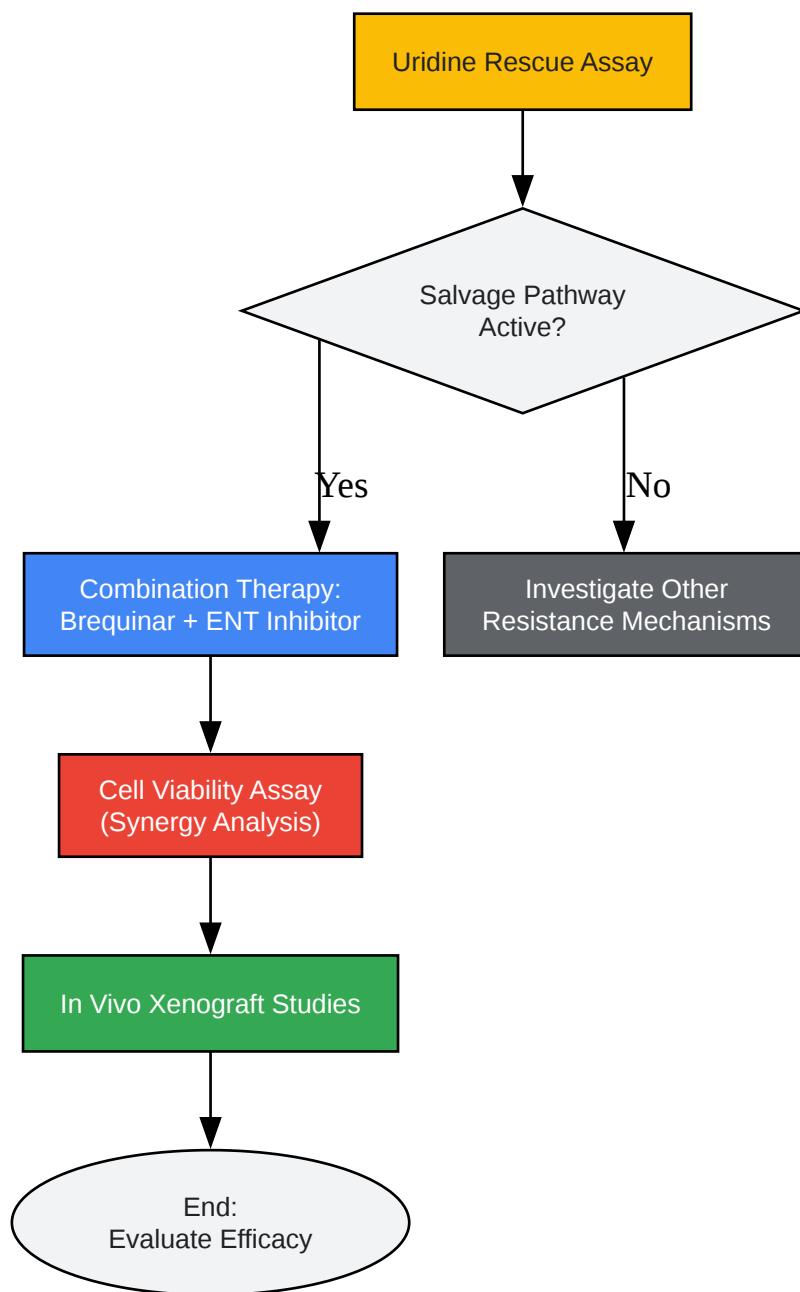 Uridine Rescue Assay
Salvage Pathway
Active?
Yes
No
Combination Therapy:
Brequinar + ENT Inhibitor
Investigate Other
Resistance Mechanisms
Cell Viability Assay
(Synergy Analysis)
In Vivo Xenograft Studies
End:
Evaluate Efficacy